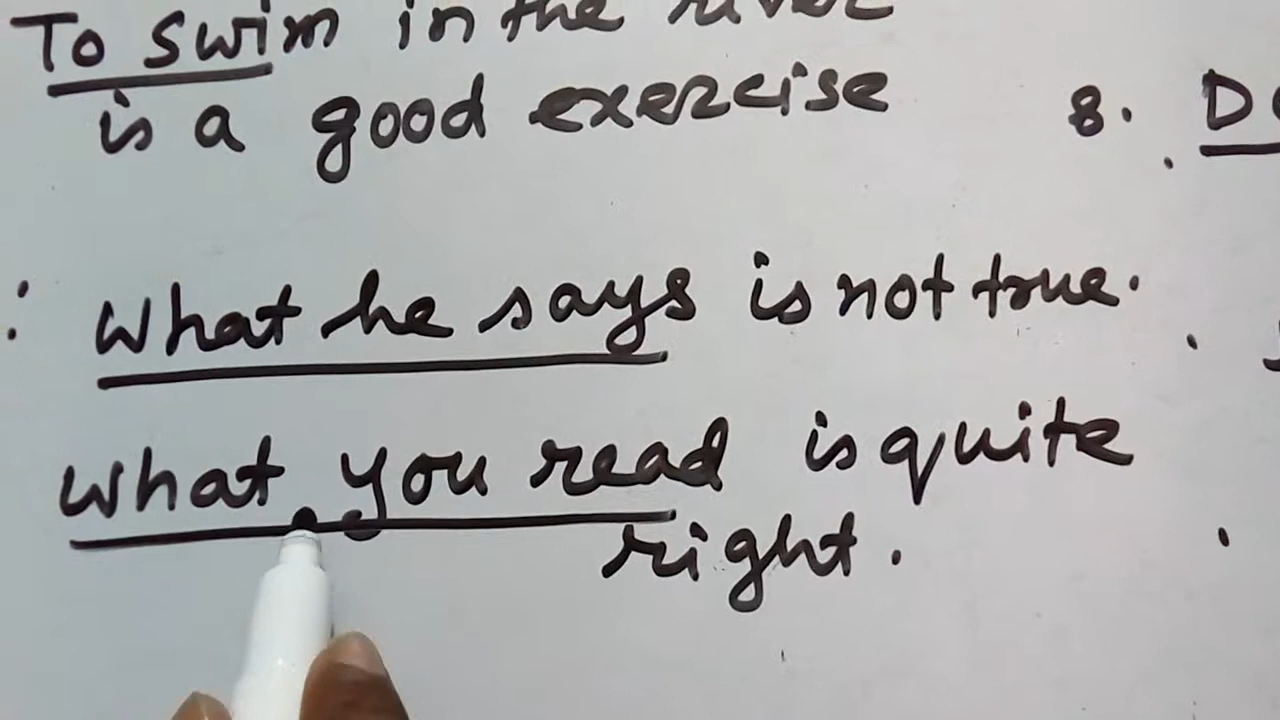 To swim in the river
is a good exercise
8.
: What he says is not true.
What you read is quite
right.